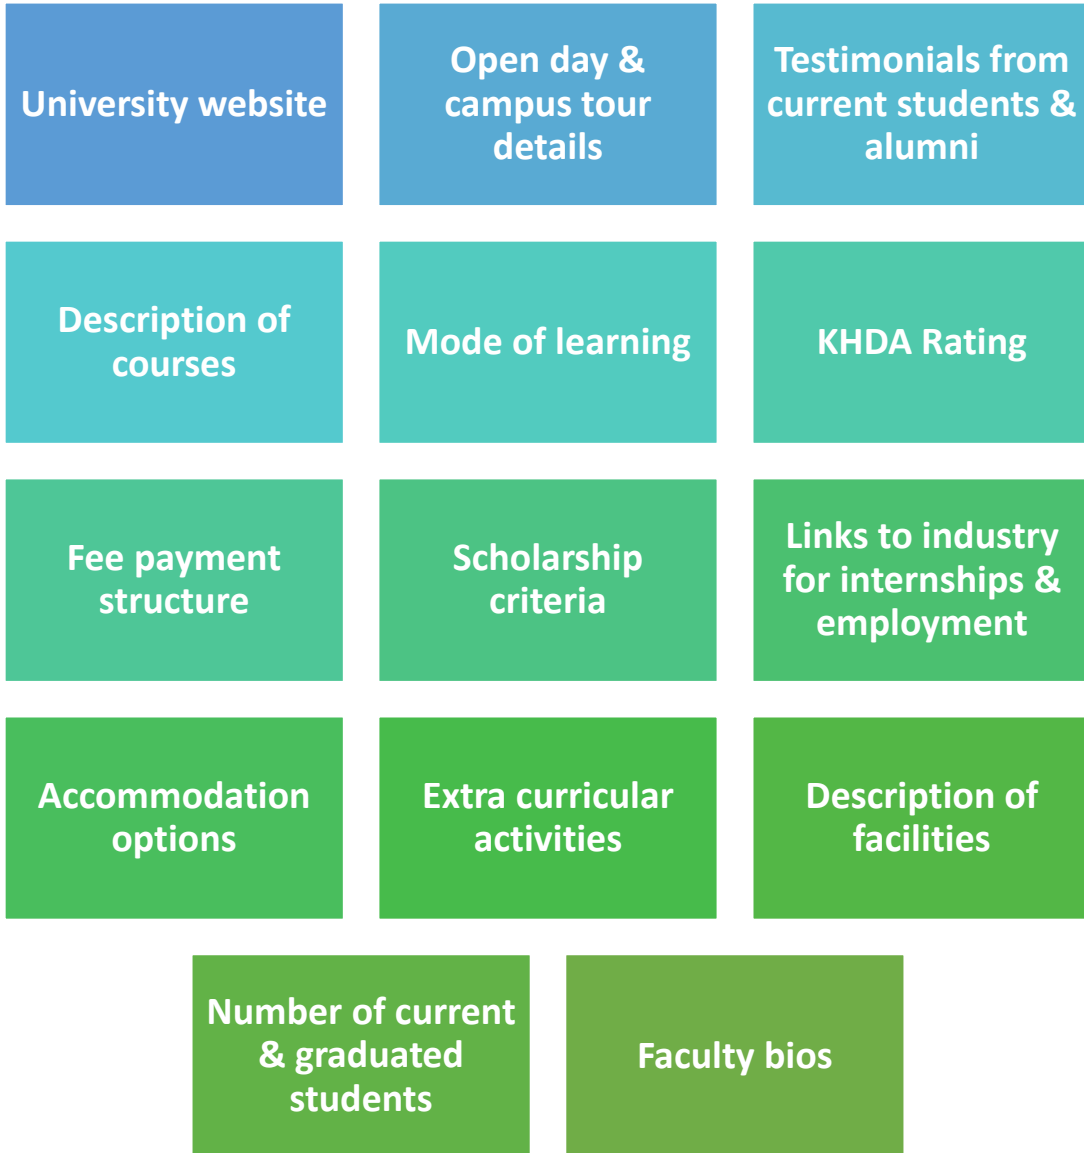 University website
Open day &
campus tour
details
Testimonials from
current students &
alumni
Description of
courses
Mode of learning
KHDA Rating
Fee payment
structure
Scholarship
criteria
Links to industry
for internships &
employment
Accommodation
options
Extra curricular
activities
Description of
facilities
Number of current
& graduated
students
Faculty bios